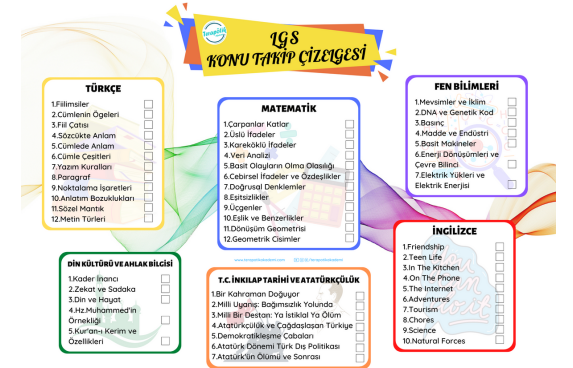 Terapötik
LGS
KONU TAKİP ÇİZELGESİ
TÜRKÇE
1.Fiilimsiler
2.Cümlenin Ögeleri
3.Fiil Çatısı
4.Sözcükte Anlam
5.Cümlede Anlam
6.Cümle Çeşitleri
7.Yazım Kuralları
8.Paragraf
9.Noktalama İşaretleri
10.Anlatım Bozuklukları
11.Sözel Mantık
12.Metin Türleri
MATEMATİK
1.Çarpanlar Katlar
2.Üslü İfadeler
3.Kareköklü İfadeler
4.Veri Analizi
5.Basit Olayların Olma Olasılığı
6.Cebirsel İfadeler ve Özdeşlikler
7.Doğrusal Denklemler
8.Eşitsizlikler
9.Üçgenler
10.Eşlik ve Benzerlikler
11.Dönüşüm Geometrisi
12.Geometrik Cisimler
FEN BİLİMLERİ
1.Mevsimler ve İklim
2.DNA ve Genetik Kod
3.Basınç
4.Madde ve Endüstri
5.Basit Makineler
6.Enerji Dönüşümleri ve
Çevre Bilinci
7.Elektrik Yükleri ve
Elektrik Enerjisi
DİN KÜLTÜRÜ VE AHLAK BİLGİSİ
1.Kader İnancı
2.Zekat ve Sadaka
3.Din ve Hayat
4.Hz.Muhammed'in
Örnekliği
5.Kur'an-ı Kerim ve
Özellikleri
T.C. İNKILAP TARİHİ VE ATATÜRKÇÜLÜK
1.Bir Kahraman Doğuyor
2.Milli Uyanış: Bağımsızlık Yolunda
3.Milli Bir Destan: Ya İstiklal Ya Ölüm
4.Atatürkçülük ve Çağdaşlaşan Türkiye
5.Demokratikleşme Çabaları
6.Atatürk Dönemi Türk Dış Politikası
7.Atatürk'ün Ölümü ve Sonrası
İNGİLİZCE
1.Friendship
2.Teen Life
3.In The Kitchen
4.On The Phone
5.The Internet
6.Adventures
7.Tourism
8.Chores
9.Science
10.Natural Forces